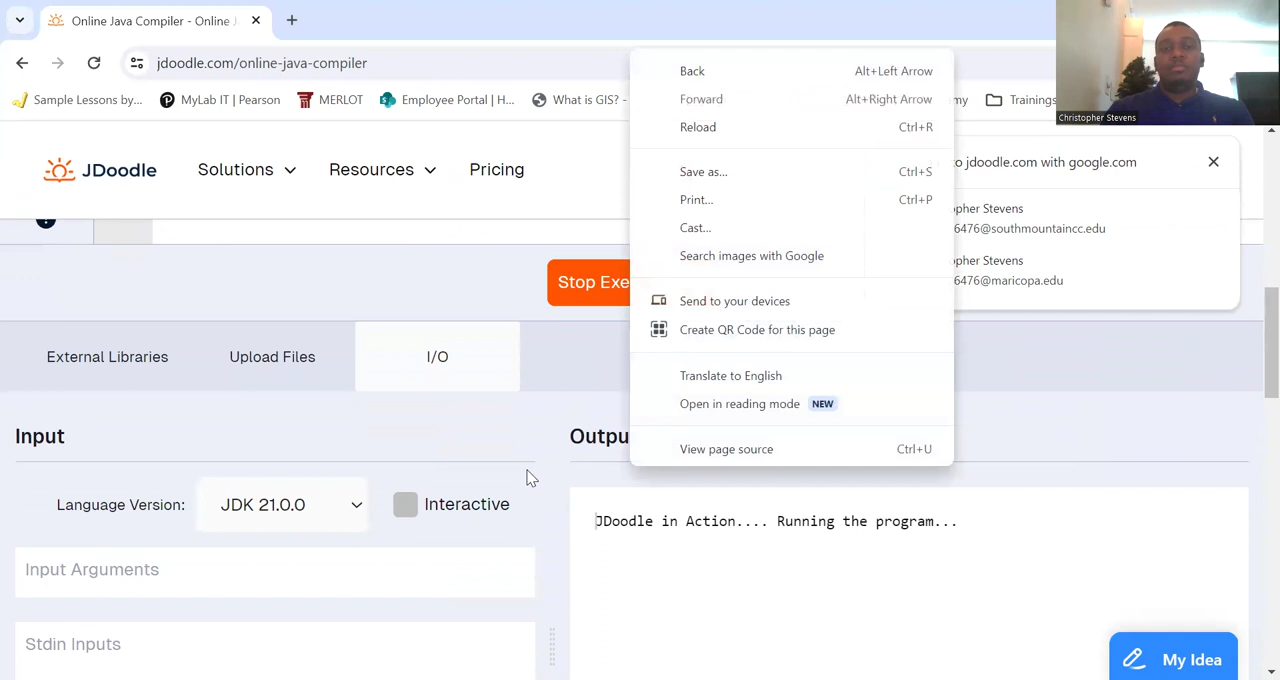 Online Java Compiler - Online J
jdoodle.com/online-java-compiler
Sample Lessons by...
MyLab IT | Pearson
MERLOT
Employee Portal | H...
What is GIS? -
my
Trainings
Christopher Stevens
JDoodle
Solutions
Resources
Pricing
Back Alt+Left Arrow
Forward Alt+Right Arrow
Reload Ctrl+R
Save as... Ctrl+S
Print... Ctrl+P
Cast...
Search images with Google
Send to your devices
Create QR Code for this page
Translate to English
Open in reading mode NEW
View page source Ctrl+U
to jdoodle.com with google.com
opher Stevens
6476@southmountaincc.edu
opher Stevens
6476@maricopa.edu
Stop Exe
External Libraries
Upload Files
I/O
Input
Language Version:
JDK 21.0.0
Interactive
Input Arguments
Stdin Inputs
Outpu
JDoodle in Action.... Running the program...
My Idea